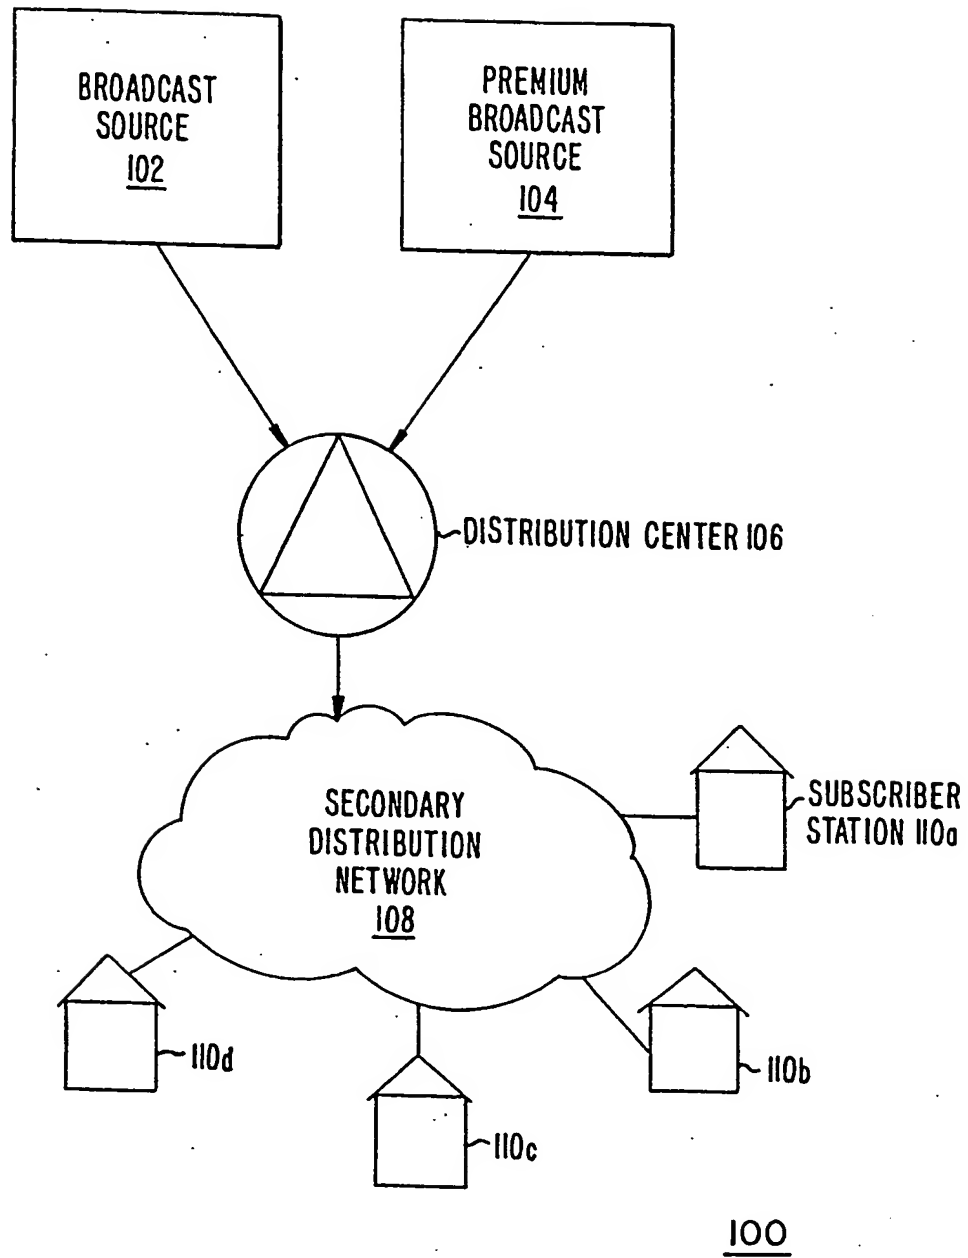 BROADCAST
SOURCE
102
PREMIUM
BROADCAST
SOURCE
104
DISTRIBUTION CENTER 106
SECONDARY
DISTRIBUTION
NETWORK
108
SUBSCRIBER
STATION 110a
110d
110b
110c
100